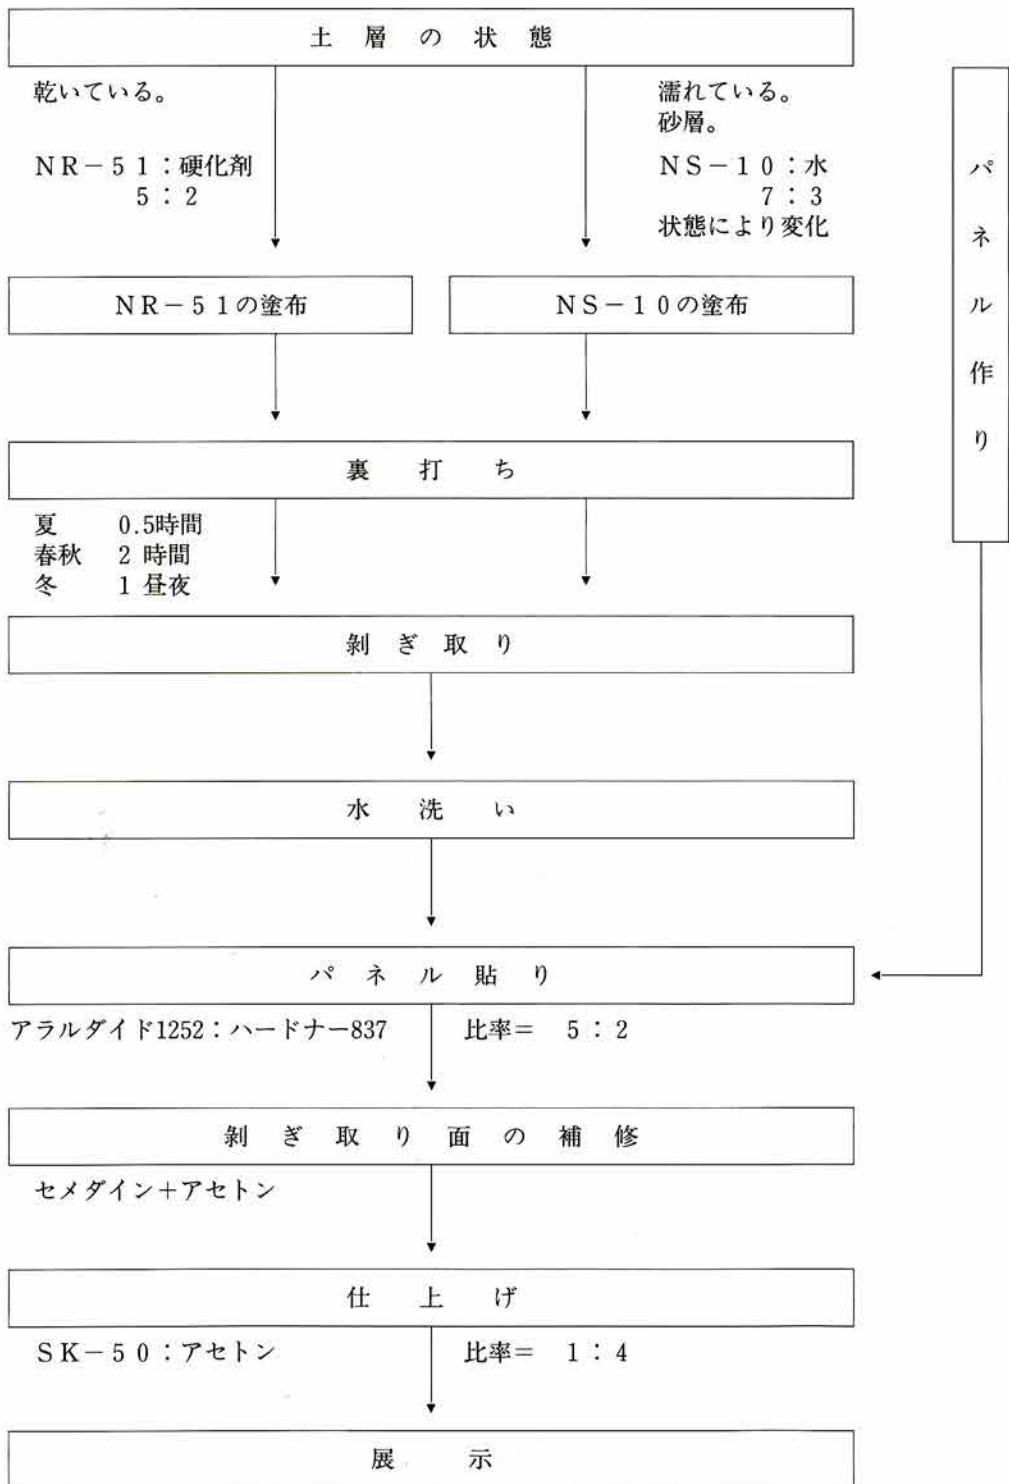 土層の状態
乾いている。
NR－51：硬化剤
5：2
濡れている。
砂層。
NS－10：水
7：3
状態により変化
NR－51の塗布
NS－10の塗布
裏打ち
夏 0.5時間
春秋 2 時間
冬 1 昼夜
剝ぎ取り
水洗い
パネル作り
パネル貼り
アラルダイド1252：ハードナー837 比率＝ 5：2
剝ぎ取り面の補修
セメダイン＋アセトン
仕上げ
SK－50：アセトン 比率＝ 1：4
展示